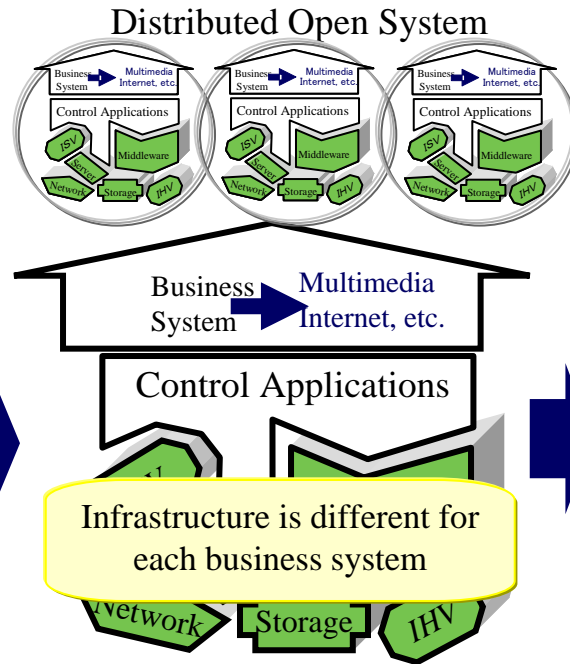 Distributed Open System
Business
System
Multimedia
Internet, etc.
Control Applications
ISV
Middleware
Server
Network
Storage
IHV
Business
System
Multimedia
Internet, etc.
Control Applications
ISV
Middleware
Server
Network
Storage
IHV
Business
System
Multimedia
Internet, etc.
Control Applications
ISV
Middleware
Server
Network
Storage
IHV
Business
System
Multimedia
Internet, etc.
Control Applications
Infrastructure is different for
each business system
Network
Storage
IHV